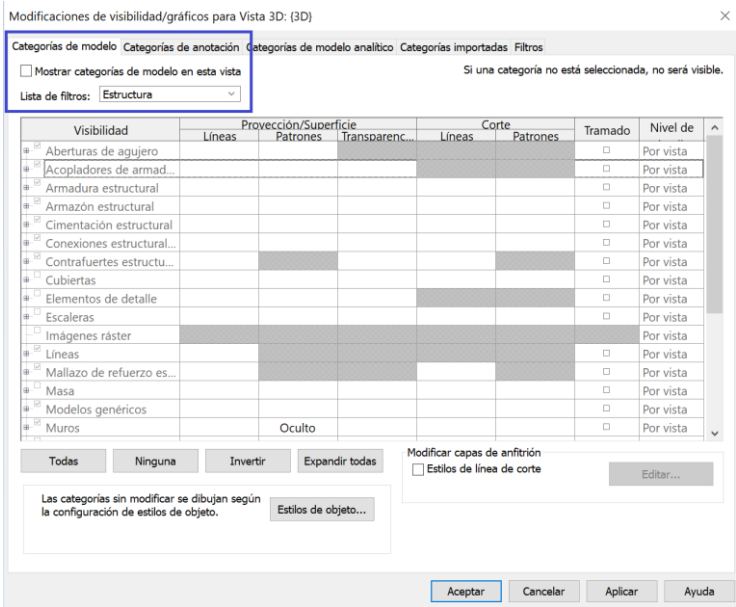 Modificaciones de visibilidad/gráficos para Vista 3D: {3D}
Categorías de modelo Categorías de anotación Categorías de modelo analítico Categorías importadas Filtros
Mostrar categorías de modelo en esta vista
Si una categoría no está seleccionada, no será visible.
Lista de filtros: Estructura
Visibilidad Proyección/Superficie Corte Tramado Nivel de
Líneas Patrones Transparenc... Líneas Patrones
Aberturas de agujero Por vista
Acopladores de armad... Por vista
Armadura estructural Por vista
Armazón estructural Por vista
Cimentación estructural Por vista
Conexiones estructural... Por vista
Contrafuertes estructu... Por vista
Cubiertas Por vista
Elementos de detalle Por vista
Escaleras Por vista
Imágenes ráster Por vista
Líneas Por vista
Mallazo de refuerzo es... Por vista
Masa Por vista
Modelos genéricos Por vista
Muros Oculto Por vista
Todas Ninguna Invertir Expandir todas
Modificar capas de anfitrión
Estilos de línea de corte
Editar...
Las categorías sin modificar se dibujan según
la configuración de estilos de objeto.
Estilos de objeto...
Aceptar Cancelar Aplicar Ayuda